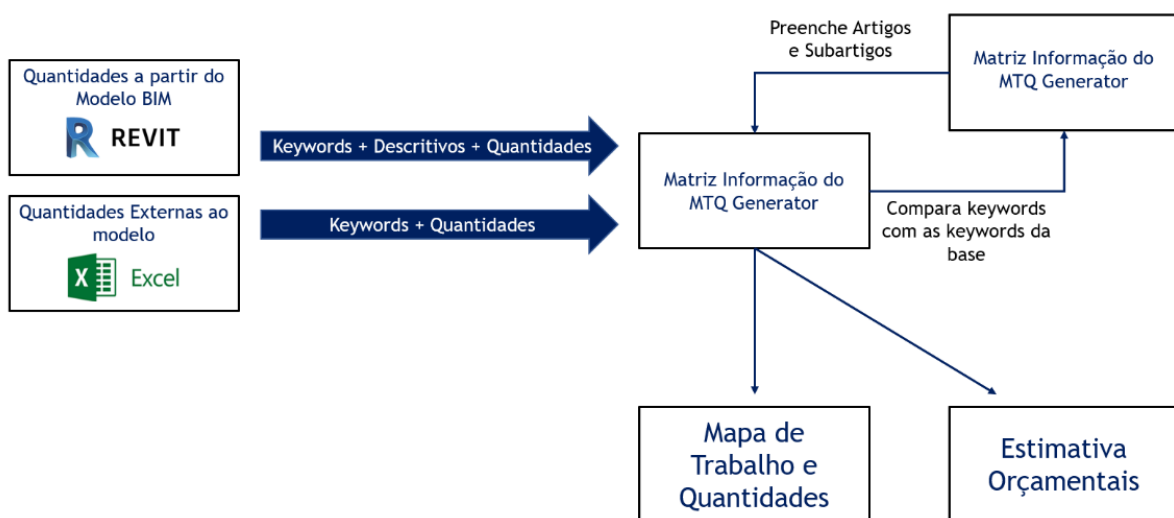 Quantidades a partir do
Modelo BIM
R REVIT
Quantidades Externas ao
modelo
X Excel
Keywords + Descritivos + Quantidades
Keywords + Quantidades
Preenche Artigos
e Subartigos
Matriz Informação do
MTQ Generator
Matriz Informação do
MTQ Generator
Compara keywords
com as keywords da
base
Mapa de
Trabalho e
Quantidades
Estimativa
Orçamentais